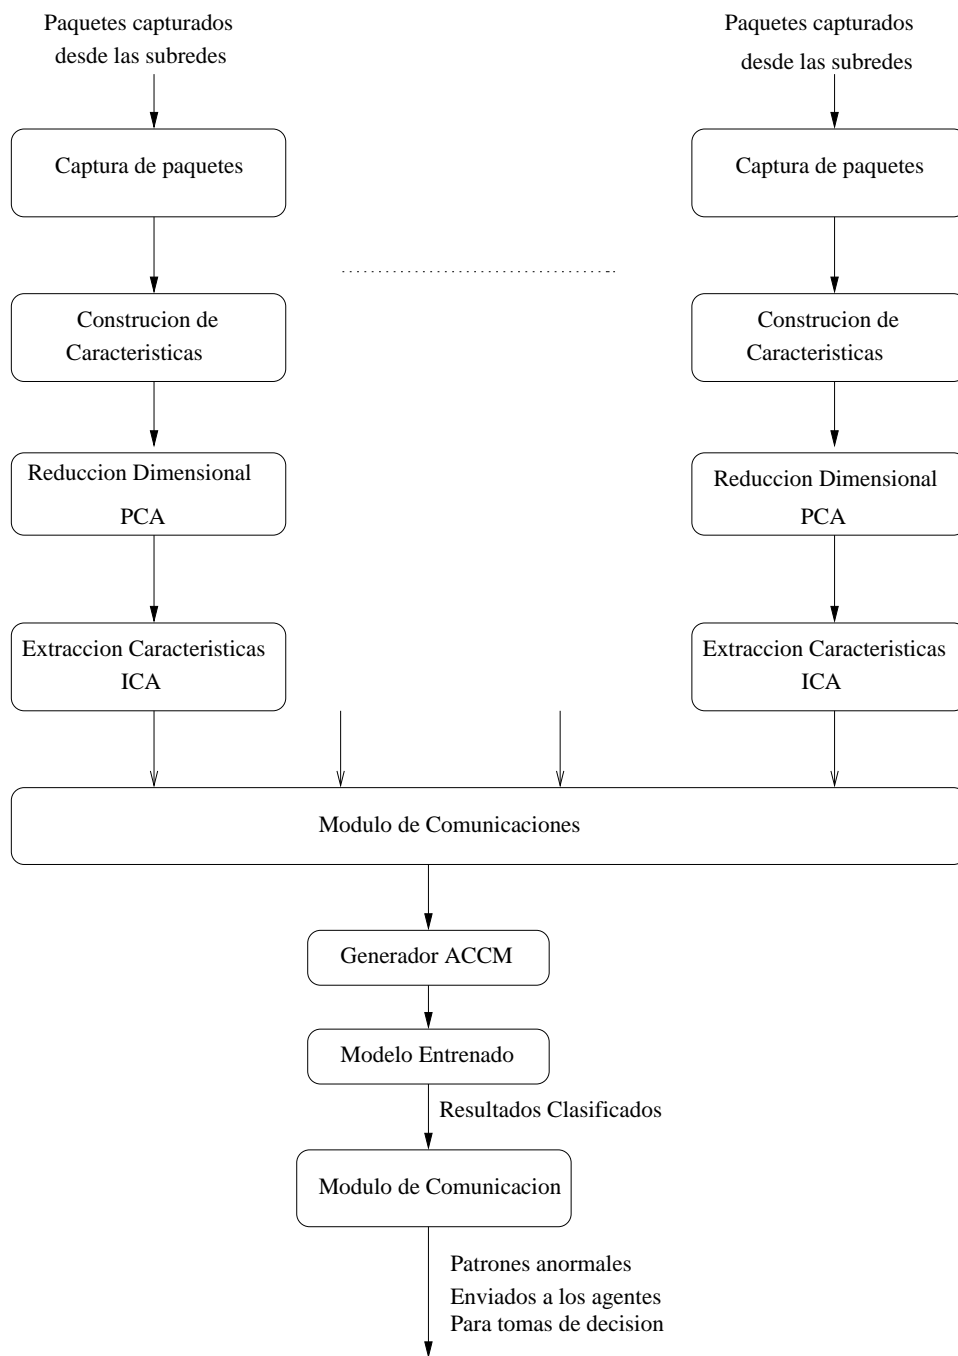 Paquetes capturados
desde las subredes
Paquetes capturados
desde las subredes
Captura de paquetes
Captura de paquetes
Construcion de
Caracteristicas
Construcion de
Caracteristicas
Reduccion Dimensional
PCA
Reduccion Dimensional
PCA
Extraccion Caracteristicas
ICA
Extraccion Caracteristicas
ICA
Modulo de Comunicaciones
Generador ACCM
Modelo Entrenado
Resultados Clasificados
Modulo de Comunicacion
Patrones anormales
Enviados a los agentes
Para tomas de decision